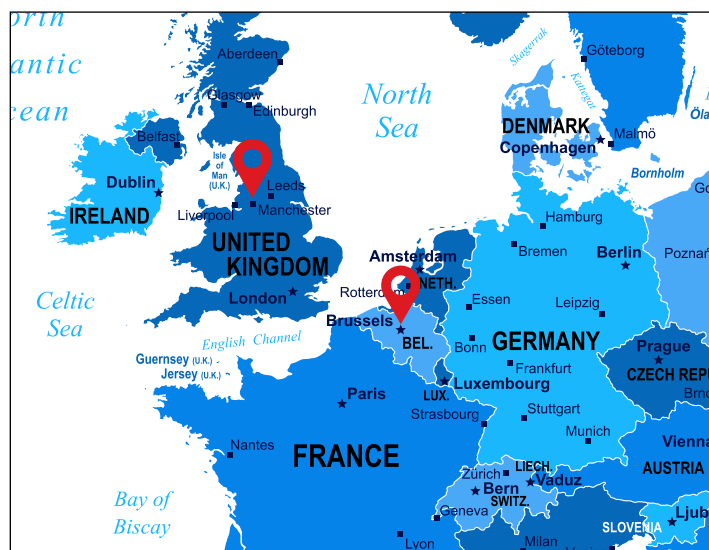 orth
antic
cean
Aberdeen
Glasgow
Edinburgh
Belfast
Isle
of
Man
(U.K.)
Dublin
IRELAND
Leeds
Liverpool
Manchester
UNITED
KINGDOM
London
North
Sea
Celtic
Sea
English Channel
Guernsey (U.K.)
Jersey (U.K.)
Skagerrak
Göteborg
Kattegat
DENMARK
Copenhagen
Malmö
Öla
Bornholm
Hamburg
Bremen
Berlin
Poznań
Amsterdam
NETH.
Rotterdam
Essen
Leipzig
Brussels
BEL.
Bonn
GERMANY
Prague
Frankfurt
CZECH REPU
Brno
Luxembourg
LUX.
Paris
Strasbourg
Stuttgart
Munich
Nantes
FRANCE
Vienna
AUSTRIA
Zürich
LIECH.
Vaduz
Bern
SWITZ.
Geneva
Bay of
Biscay
Lyon
Milan
SLOVENIA
Ljub